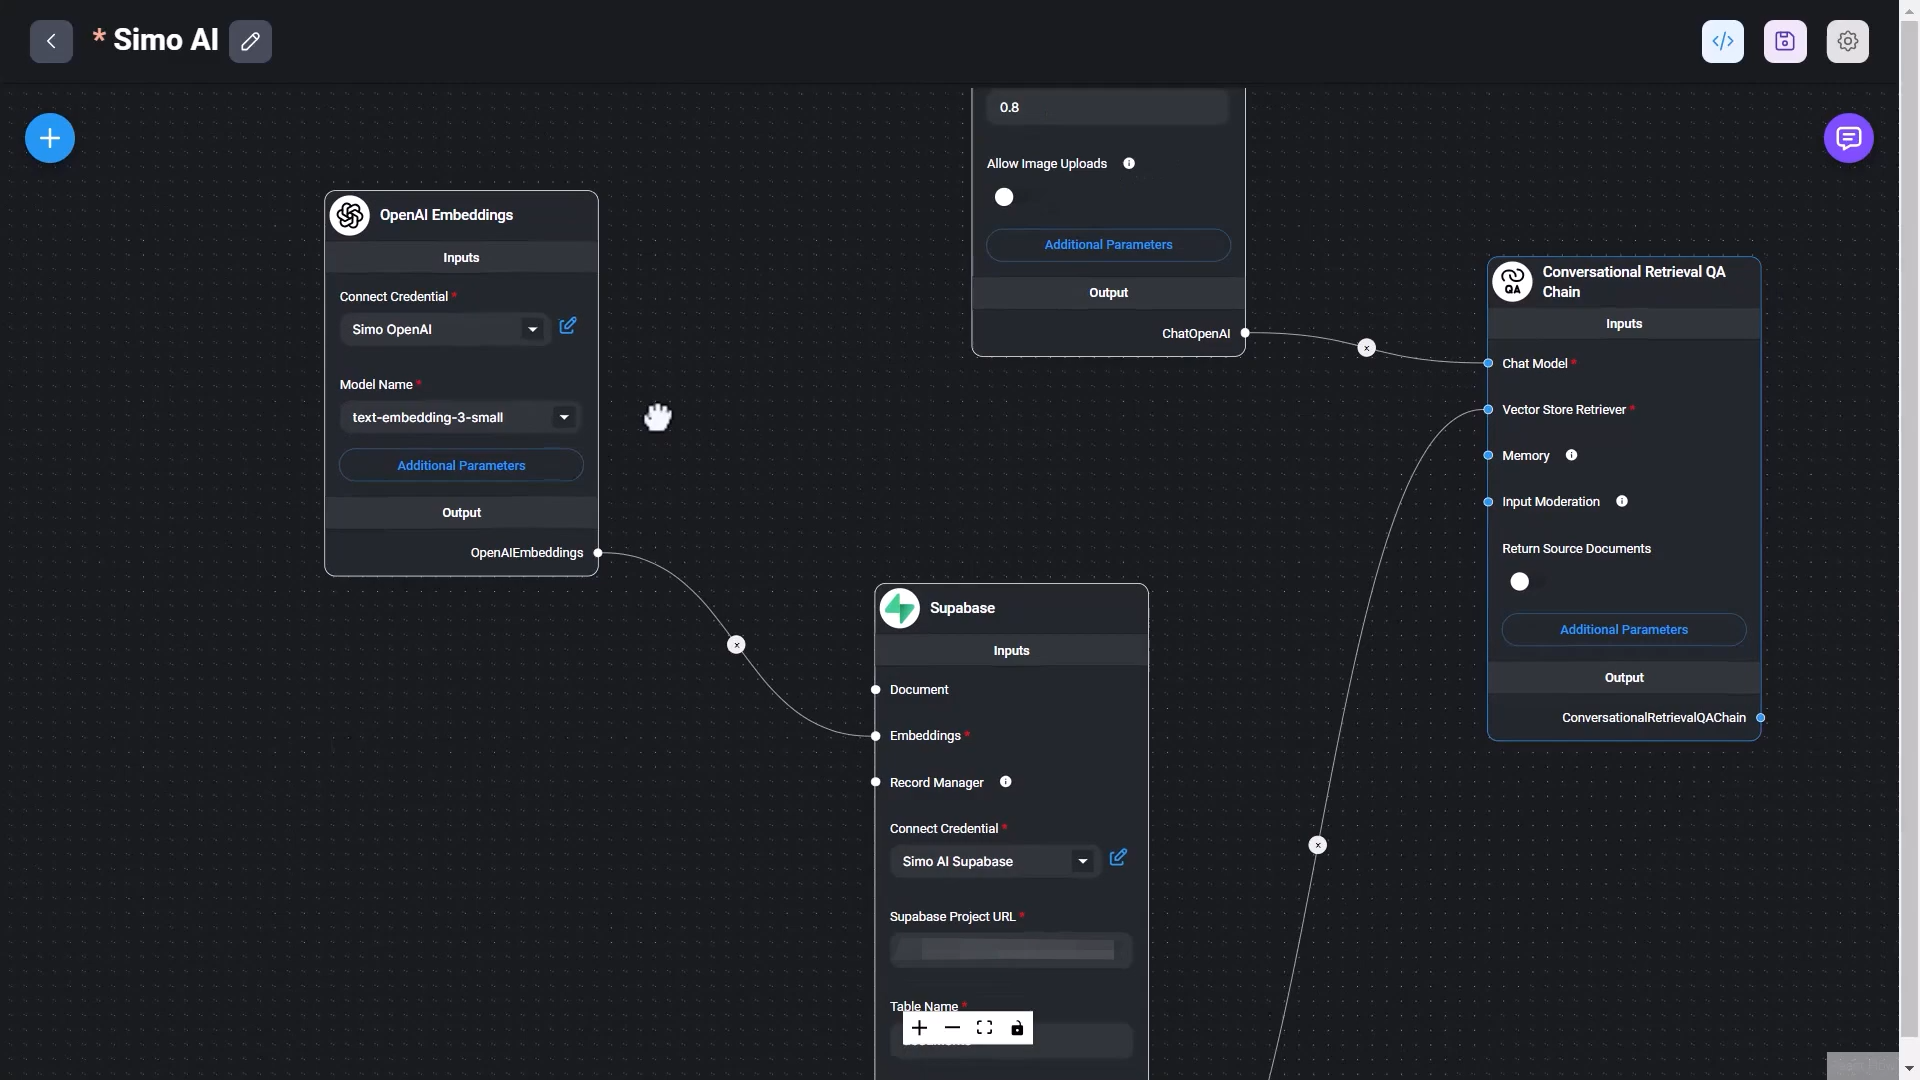 * Simo AI
0.8
Allow Image Uploads
Additional Parameters
Output
ChatOpenAI
OpenAI Embeddings
Inputs
Connect Credential *
Simo OpenAI
Model Name *
text-embedding-3-small
Additional Parameters
Output
OpenAIEmbeddings
Conversational Retrieval QA
Chain
QA
Inputs
Chat Model *
Vector Store Retriever *
Memory
Input Moderation
Return Source Documents
Additional Parameters
Output
ConversationalRetrievalQAChain
Supabase
Inputs
Document
Embeddings *
Record Manager
Connect Credential *
Simo AI Supabase
Supabase Project URL *
Table Name *